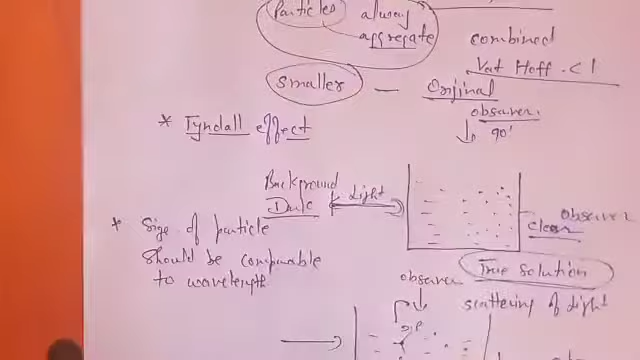 Particles alway
aggregate
combined
Vat Hoff < 1
smaller — Original
observer
90'
* Tyndall effect
Background
Dark
Light
* Size of particle
should be comparable
to wavelength
observer
clear
True solution
observer
scattering of light